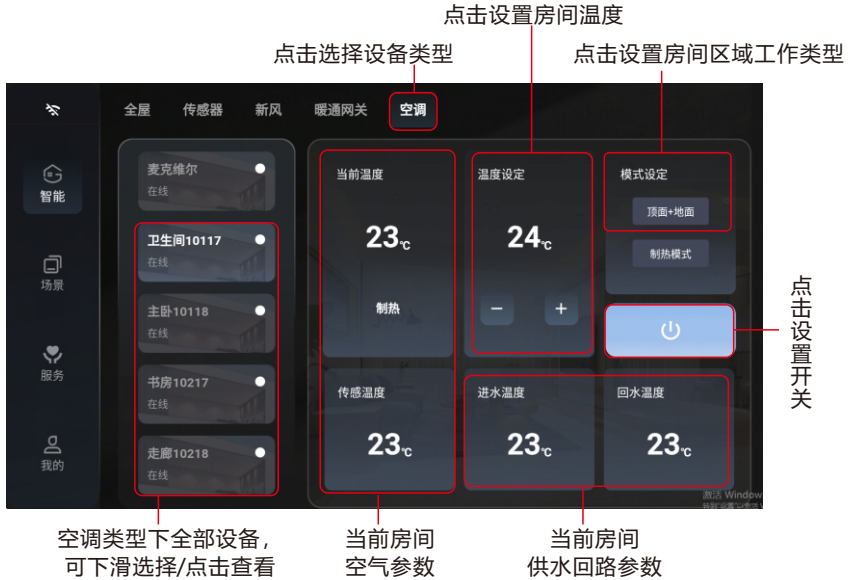 点击设置房间温度
点击选择设备类型
点击设置房间区域工作类型
全屋 传感器 新风 暖通网关 空调
智能
场景
服务
我的
麦克维尔
在线
卫生间10117
在线
主卧10118
在线
书房10217
在线
走廊10218
在线
当前温度
23℃
制热
温度设定
24℃
− +
模式设定
顶面+地面
制热模式
传感温度
23℃
进水温度
23℃
回水温度
23℃
点击设置开关
激活 Window
空调类型下全部设备，
可下滑选择/点击查看
当前房间
空气参数
当前房间
供水回路参数